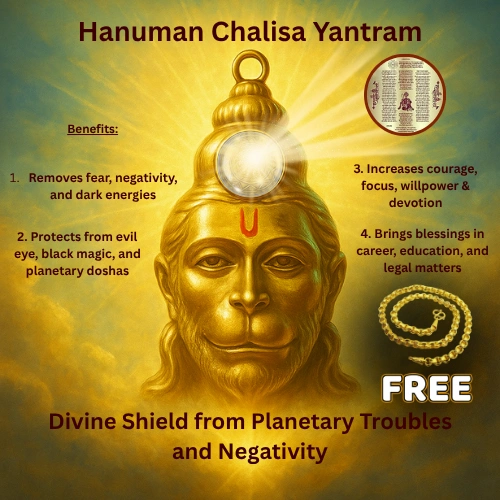 Hanuman Chalisa Yantram
Benefits:
1. Removes fear, negativity,
and dark energies
2. Protects from evil
eye, black magic, and
planetary doshas
3. Increases courage,
focus, willpower &
devotion
4. Brings blessings in
career, education, and
legal matters
FREE
Divine Shield from Planetary Troubles
and Negativity